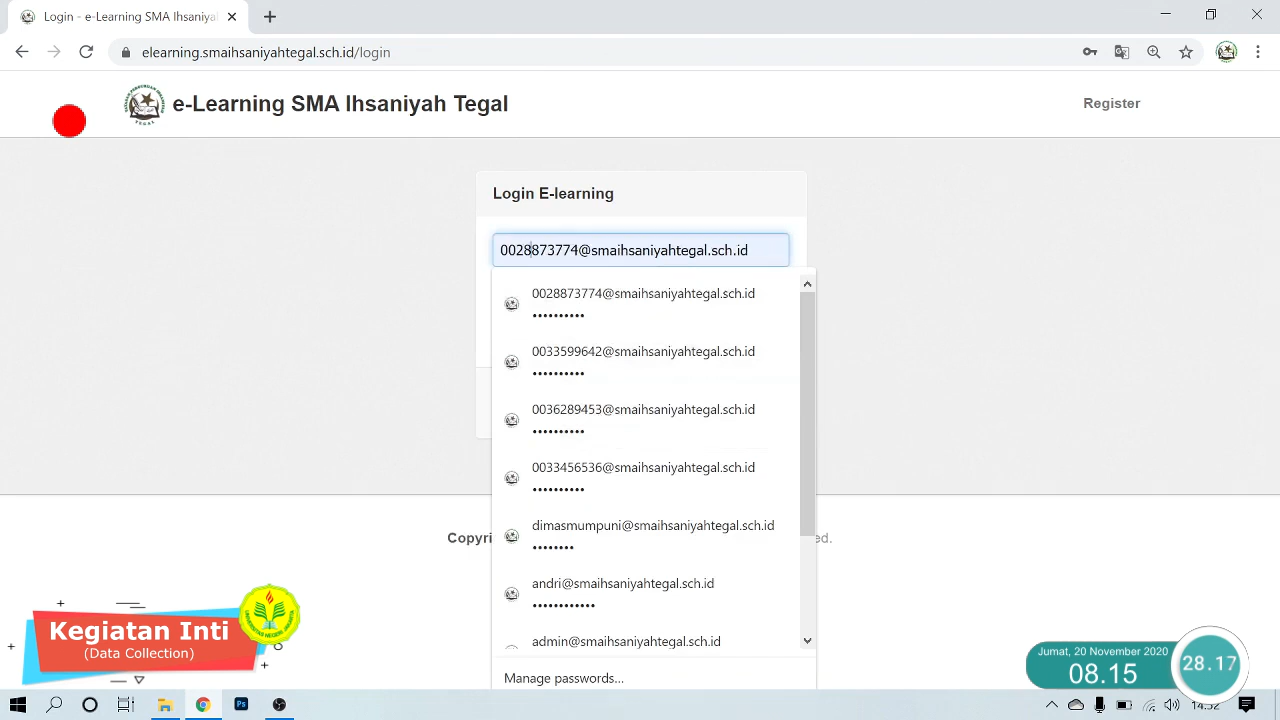 Login - e-Learning SMA Ihsaniya
elearning.smaihsaniyahtegal.sch.id/login
e-Learning SMA Ihsaniyah Tegal
Register
Login E-learning
0028873774@smaihsaniyahtegal.sch.id
0028873774@smaihsaniyahtegal.sch.id
••••••••••
0033599642@smaihsaniyahtegal.sch.id
••••••••••
0036289453@smaihsaniyahtegal.sch.id
••••••••••
0033456536@smaihsaniyahtegal.sch.id
••••••••••
dimasmumpuni@smaihsaniyahtegal.sch.id
••••••••
andri@smaihsaniyahtegal.sch.id
••••••••••••
admin@smaihsaniyahtegal.sch.id
Manage passwords...
Copyri
ed.
Kegiatan Inti
(Data Collection)
Jumat, 20 November 2020
08.15
28.17